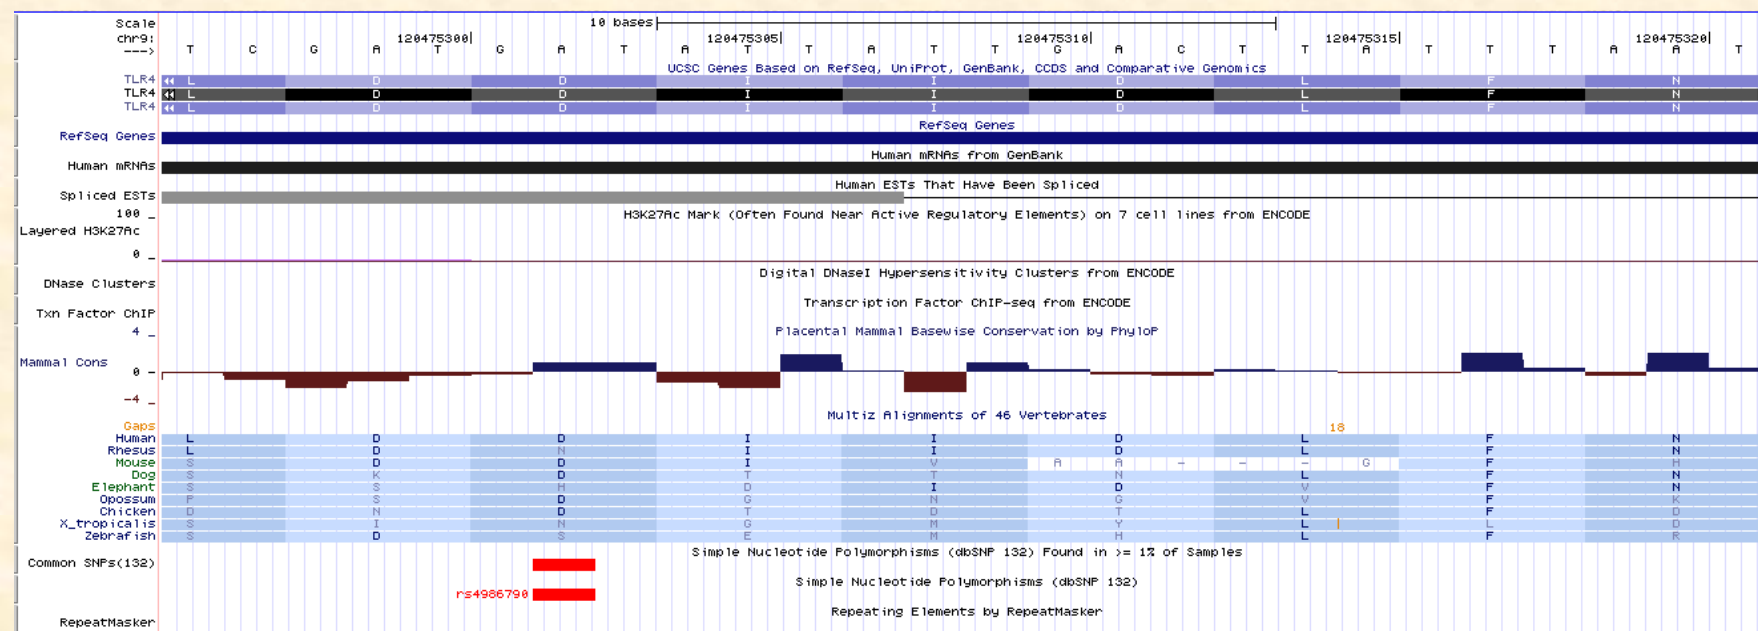 Scale 10 bases
chr9: 120475300 120475305 120475310 120475315 120475320
---> T C G A T G A T A T T A T T G A C T T A T T T A A T
UCSC Genes Based on RefSeq, UniProt, GenBank, CCDS and Comparative Genomics
TLR4 L D D I I D L F N
TLR4 L D D I I D L F N
TLR4 L D D I I D L F N
RefSeq Genes
RefSeq Genes
Human mRNAs from GenBank
Human mRNAs
Human ESTs That Have Been Spliced
Spliced ESTs
100 _
H3K27Ac Mark (Often Found Near Active Regulatory Elements) on 7 cell lines from ENCODE
Layered H3K27Ac
0 _
Digital DNaseI Hypersensitivity Clusters from ENCODE
DNase Clusters
Transcription Factor ChIP-seq from ENCODE
Txn Factor ChIP
4 _
Placental Mammal Basewise Conservation by PhyloP
Mammal Cons
0 -
-4 _
Multiz Alignments of 46 Vertebrates
Gaps 18
Human L D D I I D L F N
Rhesus L D N I I D L F N
Mouse S D D I V A A - - - G F H
Dog S K D T T N L F N
Elephant S S H D I D V F N
Opossum P S D G N G V F K
Chicken D N D T D T L F D
X_tropicalis S I N G M Y L L D
Zebrafish S D S E M H L F R
Simple Nucleotide Polymorphisms (dbSNP 132) Found in >= 1% of Samples
Common SNPs(132)
Simple Nucleotide Polymorphisms (dbSNP 132)
rs4986790
Repeating Elements by RepeatMasker
RepeatMasker